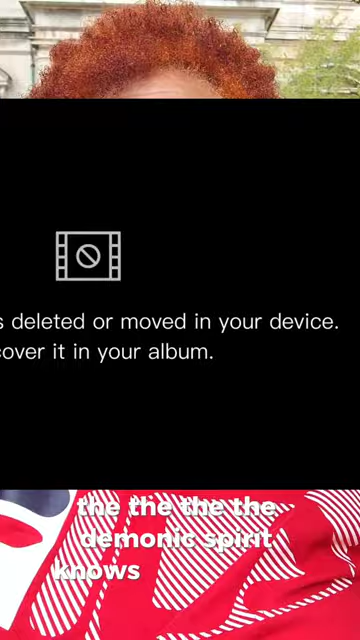 s deleted or moved in your device.
cover it in your album.
the the the the
demonic spirit
knows